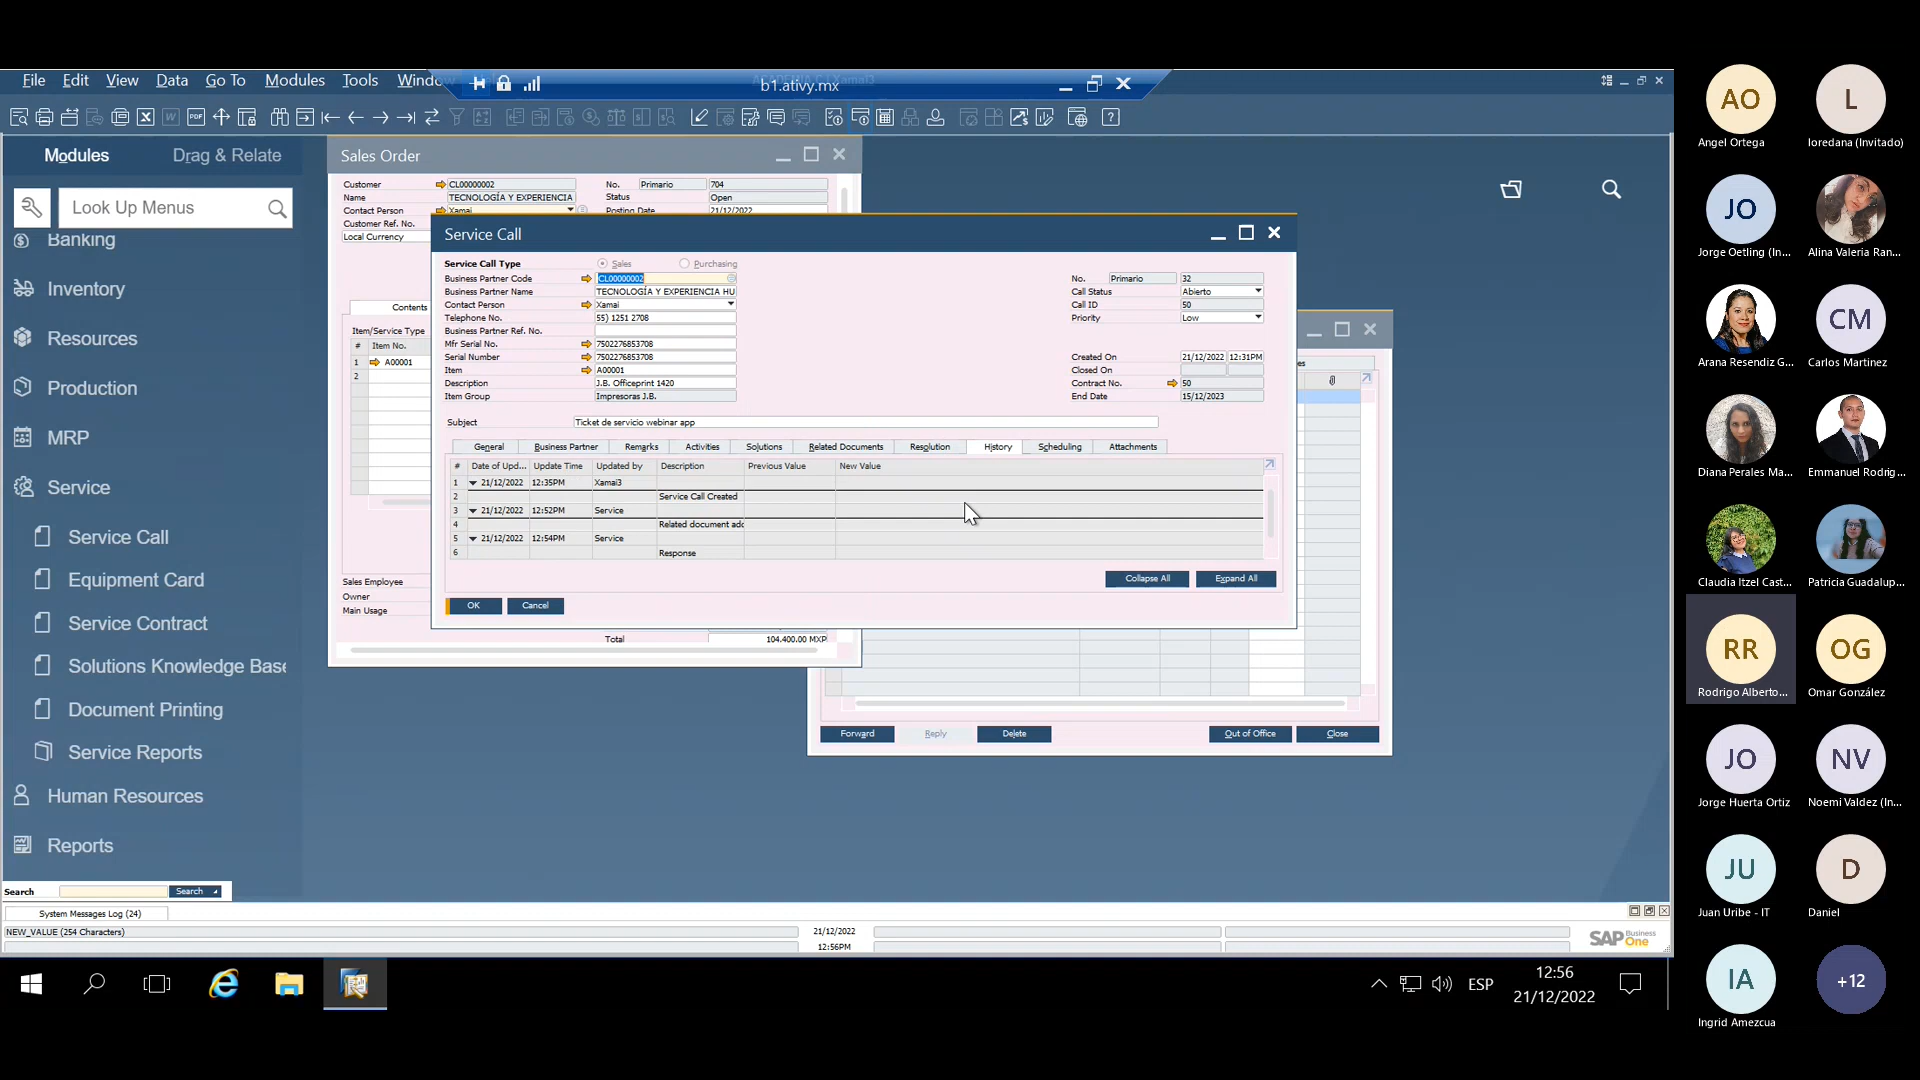 File Edit View Data Go To Modules Tools Windo
b1.ativy.mx
Modules
Drag & Relate
Look Up Menus
Banking
Inventory
Resources
Production
MRP
Service
Service Call
Equipment Card
Service Contract
Solutions Knowledge Base
Document Printing
Service Reports
Human Resources
Reports
Search
Search
Sales Order
Customer CL00000002 No. Primario 704
Name TECNOLOGÍA Y EXPERIENCIA Status Open
Contact Person Xamai Posting Date 21/12/2022
Customer Ref. No.
Local Currency
Contents
Item/Service Type
# Item No.
1 A00001
2
Sales Employee
Owner
Main Usage
Total 104.400.00 MXP
Service Call
Service Call Type Sales Purchasing
Business Partner Code CL00000002 No. Primario 32
Business Partner Name TECNOLOGÍA Y EXPERIENCIA HU Call Status Abierto
Contact Person Xamai Call ID 50
Telephone No. 55) 1251 2708 Priority Low
Business Partner Ref. No.
Mfr Serial No. 7502276853708
Serial Number 7502276853708 Created On 21/12/2022 12:31PM
Item A00001 Closed On
Description J.B. Officeprint 1420 Contract No. 50
Item Group Impresoras J.B. End Date 15/12/2023
Subject Ticket de servicio webinar app
General Business Partner Remarks Activities Solutions Related Documents Resolution History Scheduling Attachments
# Date of Upd... Update Time Updated by Description Previous Value New Value
1 21/12/2022 12:35PM Xamai3
2 Service Call Created
3 21/12/2022 12:52PM Service
4 Related document adc
5 21/12/2022 12:54PM Service
6 Response
Collapse All Expand All
OK Cancel
Forward Reply Delete Out of Office Close
System Messages Log (24)
NEW_VALUE (254 Characters) 21/12/2022
12:56PM
SAP Business One
ESP
12:56
21/12/2022
AO
Angel Ortega
L
loredana (Invitado)
JO
Jorge Oetling (In...
Alina Valeria Ran...
Arana Resendiz G...
CM
Carlos Martinez
Diana Perales Ma...
Emmanuel Rodrig...
Claudia Itzel Cast...
Patricia Guadalup...
RR
Rodrigo Alberto...
OG
Omar González
JO
Jorge Huerta Ortiz
NV
Noemi Valdez (In...
JU
Juan Uribe - IT
D
Daniel
IA
Ingrid Amezcua
+12